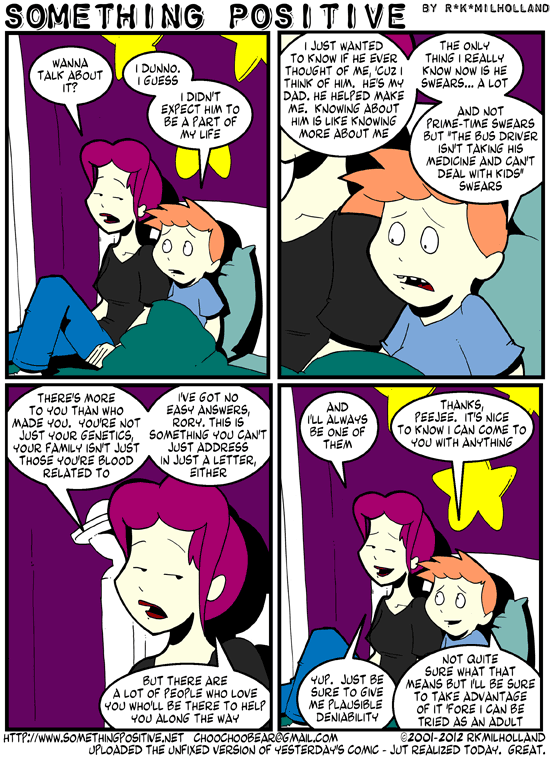 SOMETHING POSITIVE BY R*K*MILHOLLAND
WANNA
TALK ABOUT
IT?
I DUNNO.
I GUESS
I DIDN'T
EXPECT HIM TO
BE A PART OF
MY LIFE
I JUST WANTED
TO KNOW IF HE EVER
THOUGHT OF ME, 'CUZ I
THINK OF HIM. HE'S MY
DAD. HE HELPED MAKE
ME. KNOWING ABOUT
HIM IS LIKE KNOWING
MORE ABOUT ME
THE ONLY
THING I REALLY
KNOW NOW IS HE
SWEARS... A LOT
AND NOT
PRIME-TIME SWEARS
BUT "THE BUS DRIVER
ISN'T TAKING HIS
MEDICINE AND CAN'T
DEAL WITH KIDS"
SWEARS
THERE'S MORE
TO YOU THAN WHO
MADE YOU. YOU'RE NOT
JUST YOUR GENETICS,
YOUR FAMILY ISN'T JUST
THOSE YOU'RE BLOOD
RELATED TO
I'VE GOT NO
EASY ANSWERS,
RORY. THIS IS
SOMETHING YOU CAN'T
JUST ADDRESS
IN JUST A LETTER,
EITHER
BUT THERE ARE
A LOT OF PEOPLE WHO LOVE
YOU WHO'LL BE THERE TO HELP
YOU ALONG THE WAY
AND
I'LL ALWAYS
BE ONE OF
THEM
THANKS,
PEEJEE. IT'S NICE
TO KNOW I CAN COME TO
YOU WITH ANYTHING
YUP. JUST BE
SURE TO GIVE
ME PLAUSIBLE
DENIABILITY
NOT QUITE
SURE WHAT THAT
MEANS BUT I'LL BE SURE
TO TAKE ADVANTAGE
OF IT 'FORE I CAN BE
TRIED AS AN ADULT
HTTP://WWW.SOMETHINGPOSITIVE.NET CHOOCHOOBEAR@GMAIL.COM ©2001-2012 RKMILHOLLAND
UPLOADED THE UNFIXED VERSION OF YESTERDAY'S COMIC - JUT REALIZED TODAY. GREAT.